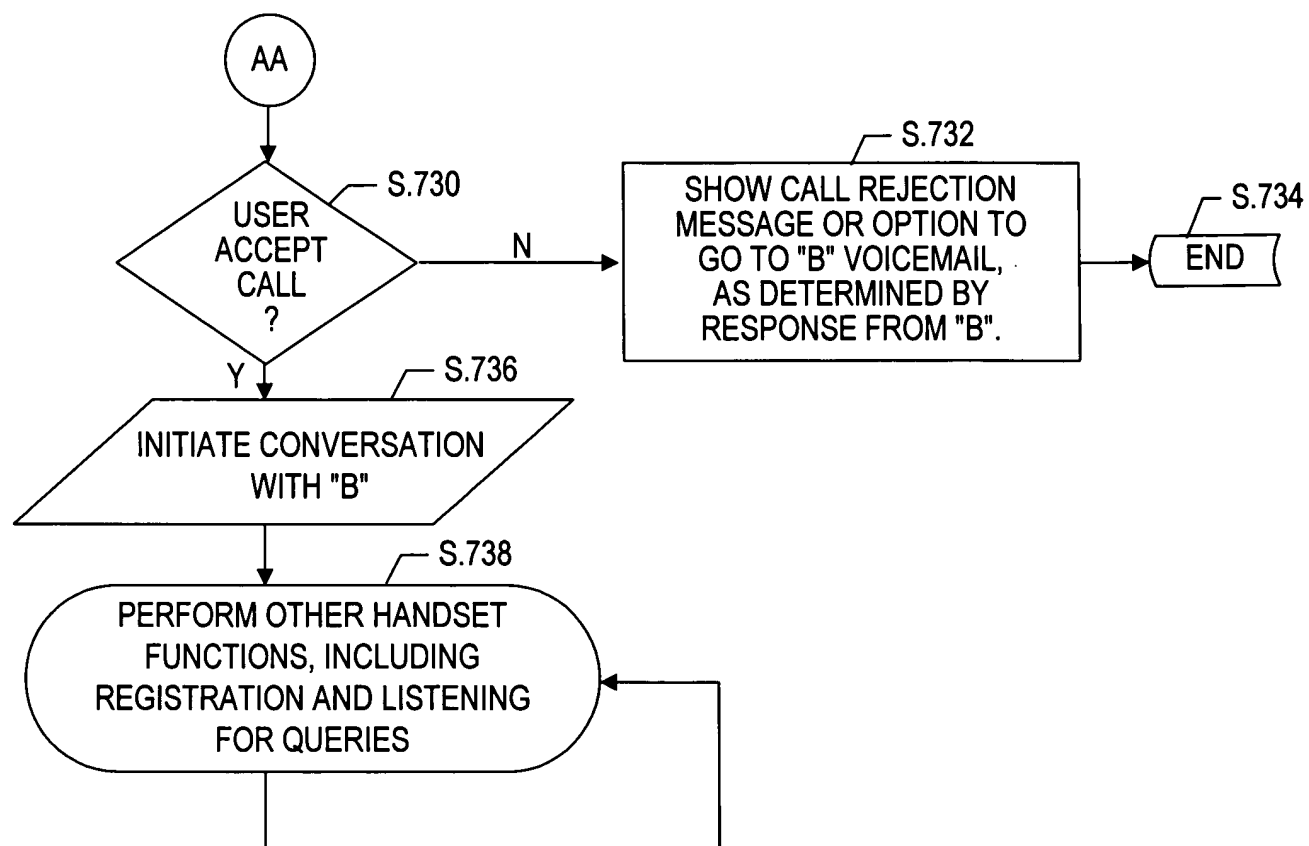 AA
S.730
USER
ACCEPT
CALL
?
N
Y
S.732
SHOW CALL REJECTION
MESSAGE OR OPTION TO
GO TO "B" VOICEMAIL,
AS DETERMINED BY
RESPONSE FROM "B".
S.734
END
S.736
INITIATE CONVERSATION
WITH "B"
S.738
PERFORM OTHER HANDSET
FUNCTIONS, INCLUDING
REGISTRATION AND LISTENING
FOR QUERIES